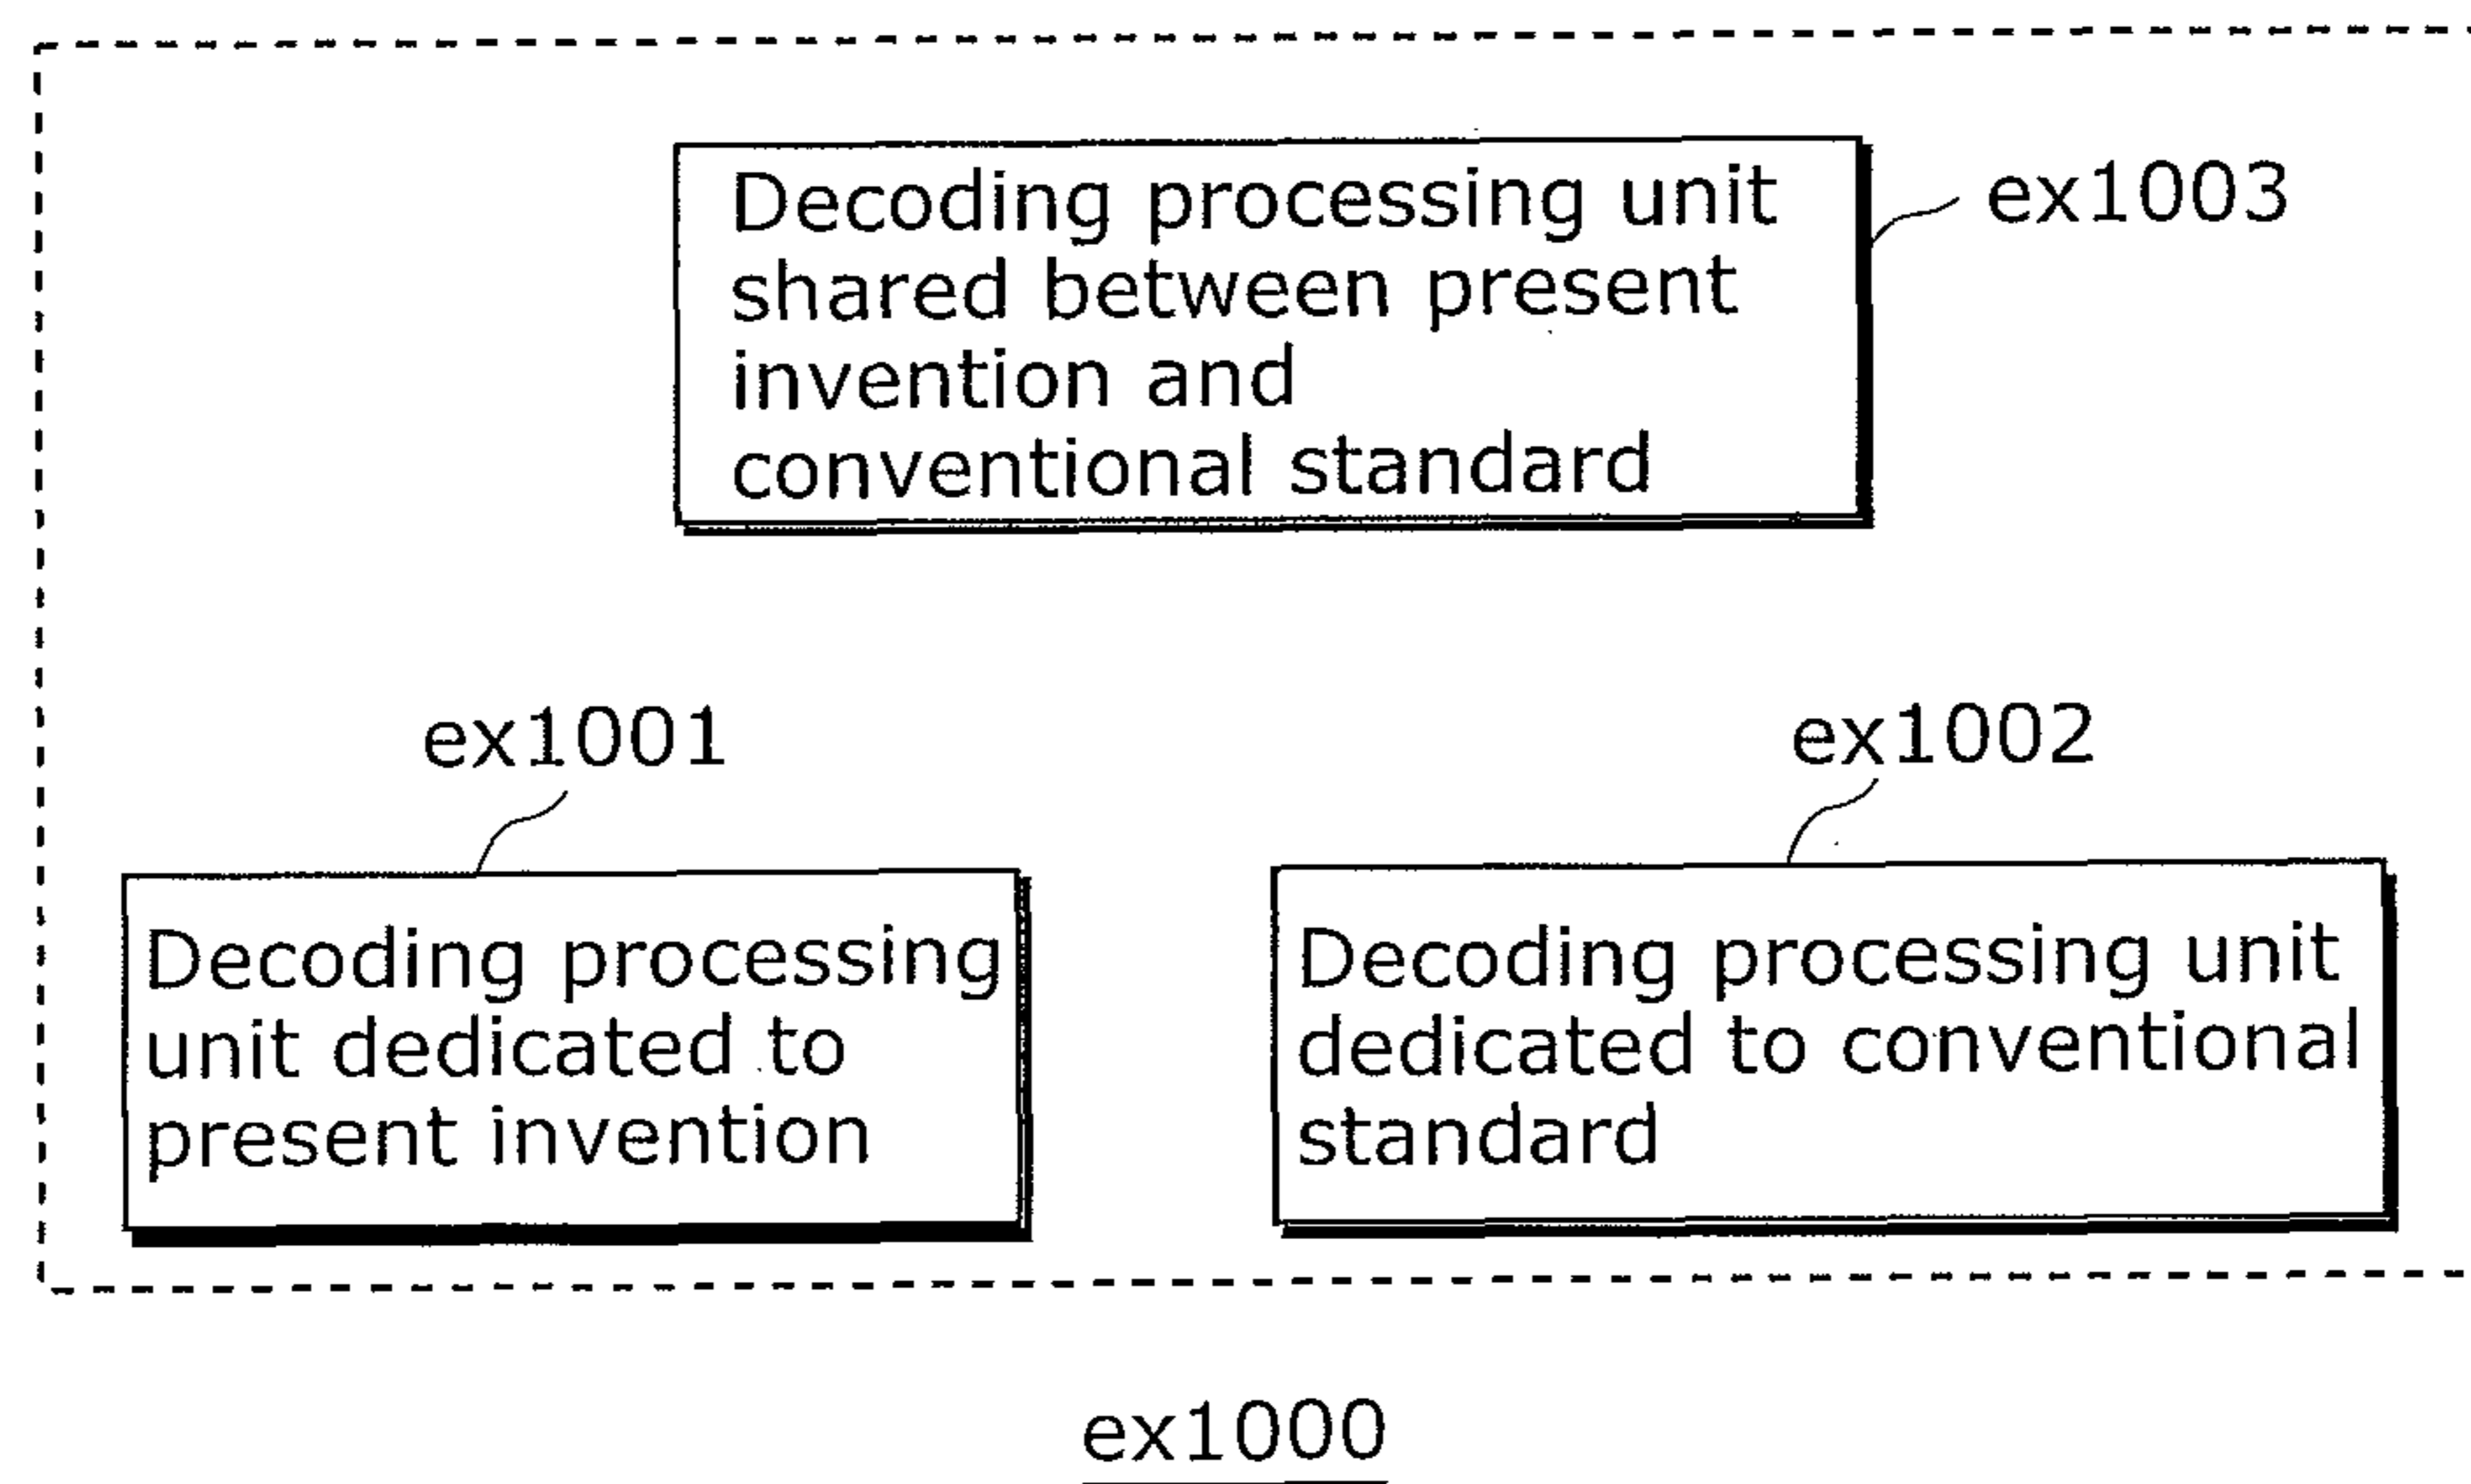 Decoding processing unit
shared between present
invention and
conventional standard
ex1003
ex1001
ex1002
Decoding processing
unit dedicated to
present invention
Decoding processing unit
dedicated to conventional
standard
ex1000